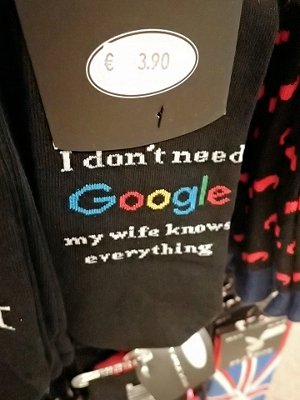 € 3.90
I don't need
Google
my wife knows
everything